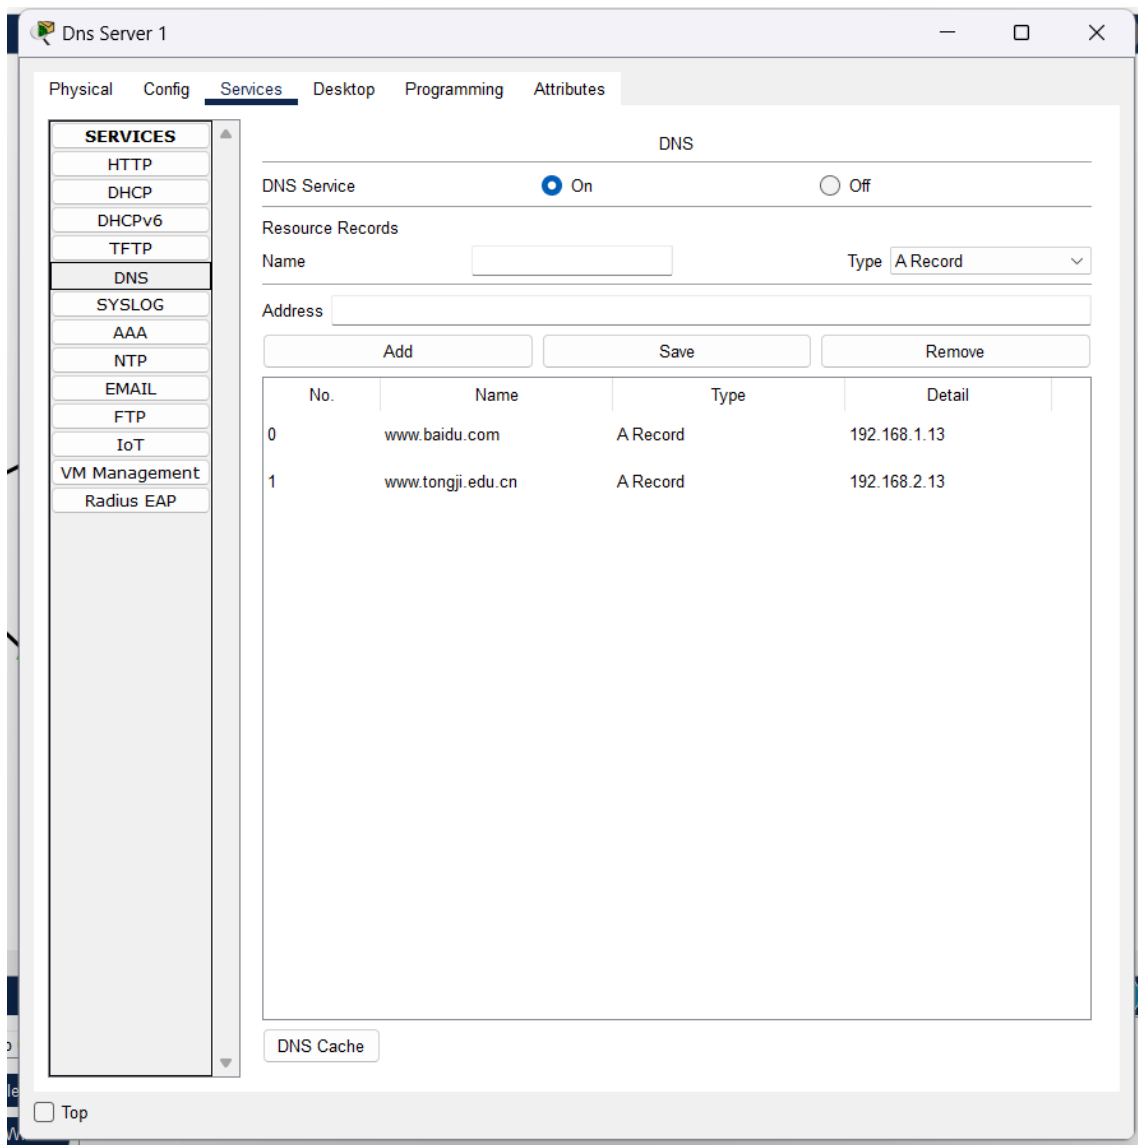 Dns Server 1
Physical Config Services Desktop Programming Attributes
SERVICES
HTTP
DHCP
DHCPv6
TFTP
DNS
SYSLOG
AAA
NTP
EMAIL
FTP
IoT
VM Management
Radius EAP
DNS
DNS Service On Off
Resource Records
Name Type A Record
Address
Add Save Remove
No. Name Type Detail
0 www.baidu.com A Record 192.168.1.13
1 www.tongji.edu.cn A Record 192.168.2.13
DNS Cache
Top